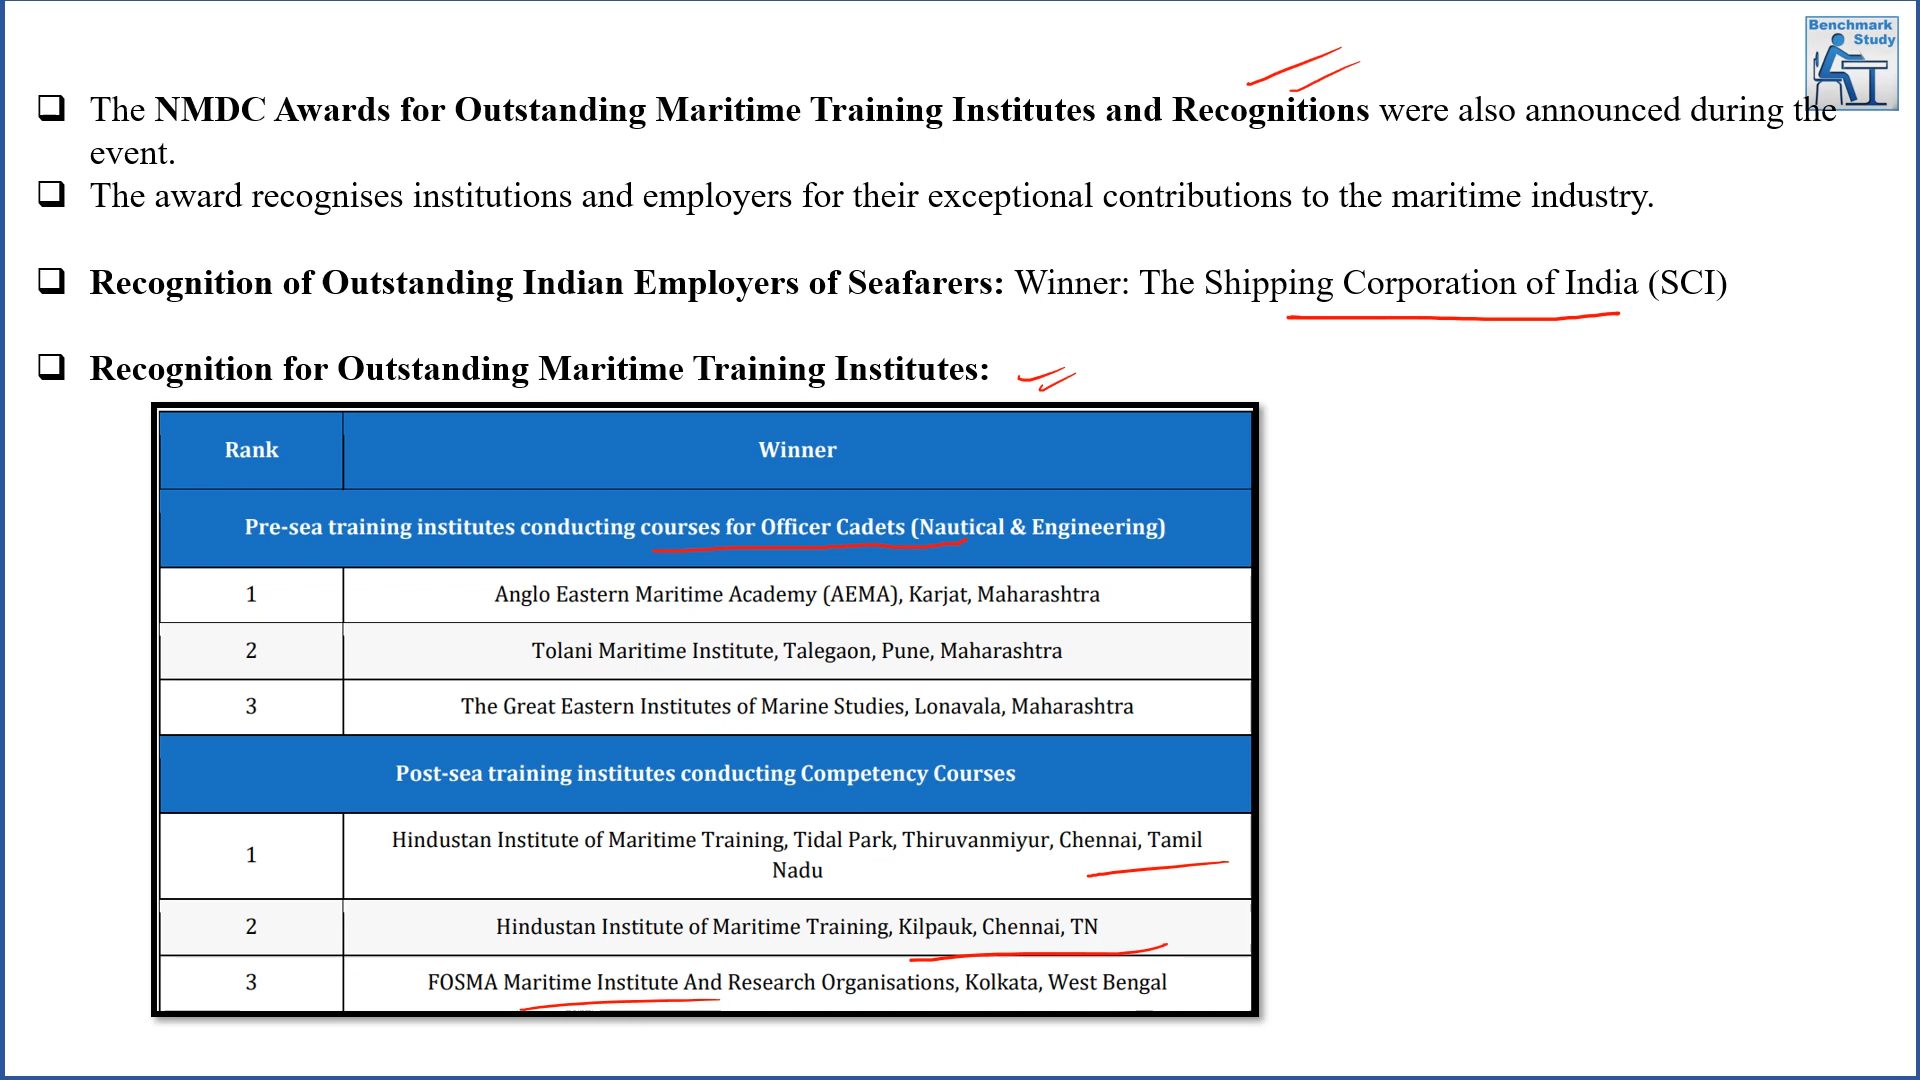 Benchmark
Study
❑ The NMDC Awards for Outstanding Maritime Training Institutes and Recognitions were also announced during the
event.
❑ The award recognises institutions and employers for their exceptional contributions to the maritime industry.
❑ Recognition of Outstanding Indian Employers of Seafarers: Winner: The Shipping Corporation of India (SCI)
❑ Recognition for Outstanding Maritime Training Institutes:
Rank Winner
Pre-sea training institutes conducting courses for Officer Cadets (Nautical & Engineering)
1 Anglo Eastern Maritime Academy (AEMA), Karjat, Maharashtra
2 Tolani Maritime Institute, Talegaon, Pune, Maharashtra
3 The Great Eastern Institutes of Marine Studies, Lonavala, Maharashtra
Post-sea training institutes conducting Competency Courses
1 Hindustan Institute of Maritime Training, Tidal Park, Thiruvanmiyur, Chennai, Tamil
Nadu
2 Hindustan Institute of Maritime Training, Kilpauk, Chennai, TN
3 FOSMA Maritime Institute And Research Organisations, Kolkata, West Bengal